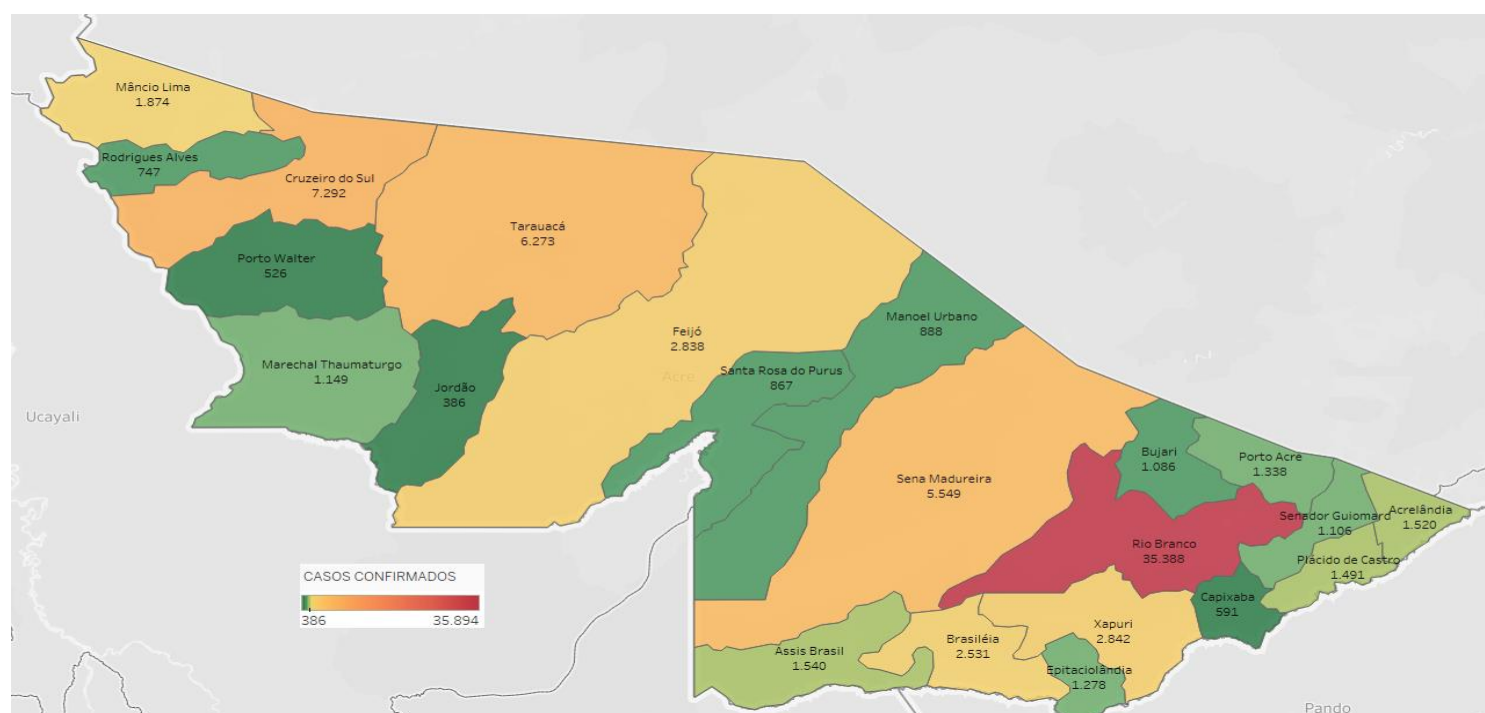 Mâncio Lima
1.874
Rodrigues Alves
747
Cruzeiro do Sul
7.292
Tarauacá
6.273
Porto Walter
526
Manoel Urbano
888
Feijó
2.838
Marechal Thaumaturgo
1.149
Santa Rosa do Purus
867
Acre
Jordão
386
Ucayali
Bujari
1.086
Porto Acre
1.338
Sena Madureira
5.549
Senador Guiomard
1.106
Acrelândia
1.520
Rio Branco
35.388
Plácido de Castro
1.491
CASOS CONFIRMADOS
386 35.894
Capixaba
591
Xapuri
2.842
Brasiléia
2.531
Assis Brasil
1.540
Epitaciolândia
1.278
Pando